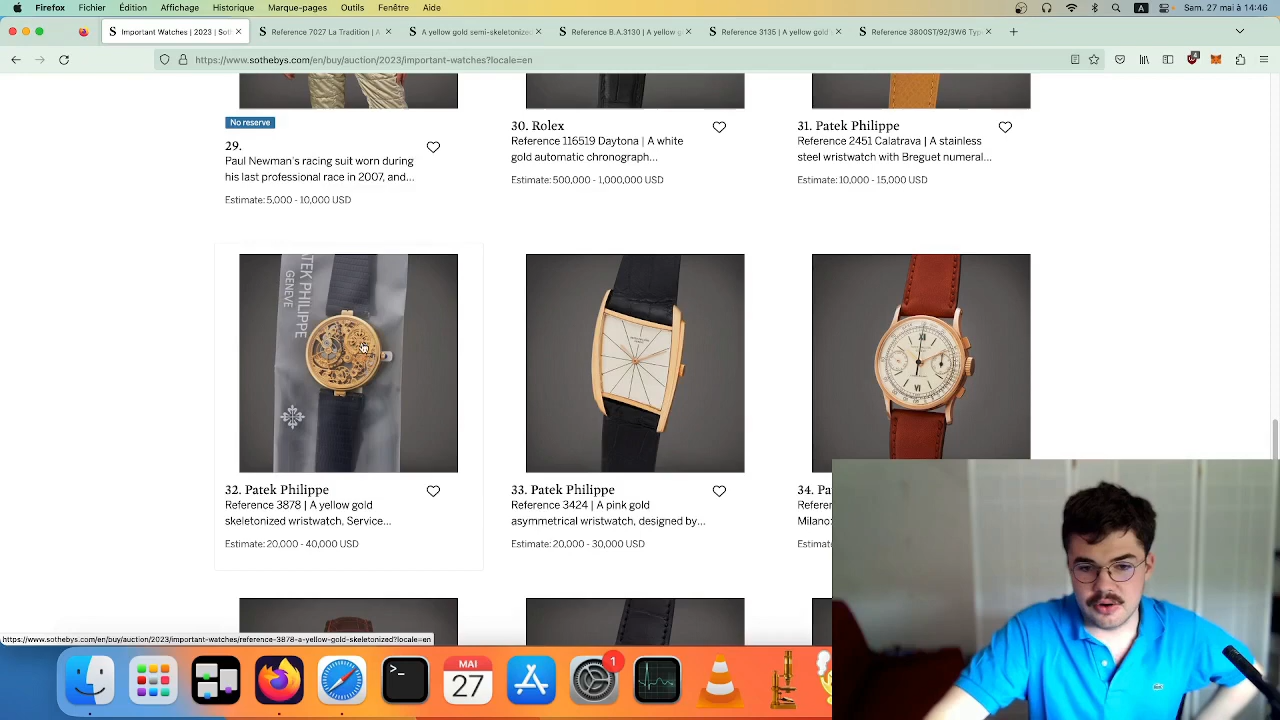 Firefox Fichier Édition Affichage Historique Marque-pages Outils Fenêtre Aide A Sam. 27 mai à 14:46
Important Watches | 2023 | Sot Reference 7027 La Tradition | A A yellow gold semi-skeletonized Reference B.A.3130 | A yellow g Reference 3135 | A yellow gold Reference 3800ST/92/3W6 Typ
https://www.sothebys.com/en/buy/auction/2023/important-watches?locale=en
No reserve
29.
Paul Newman's racing suit worn during
his last professional race in 2007, and...
Estimate: 5,000 - 10,000 USD
30. Rolex
Reference 116519 Daytona | A white
gold automatic chronograph...
Estimate: 500,000 - 1,000,000 USD
31. Patek Philippe
Reference 2451 Calatrava | A stainless
steel wristwatch with Breguet numeral...
Estimate: 10,000 - 15,000 USD
ATEK PHILIPPE
GENEVE
32. Patek Philippe
Reference 3878 | A yellow gold
skeletonized wristwatch, Service...
Estimate: 20,000 - 40,000 USD
33. Patek Philippe
Reference 3424 | A pink gold
asymmetrical wristwatch, designed by...
Estimate: 20,000 - 30,000 USD
34. Pa
Refer
Milano:
Estima
https://www.sothebys.com/en/buy/auction/2023/important-watches/reference-3878-a-yellow-gold-skeletonized?locale=en
MAI
27
1